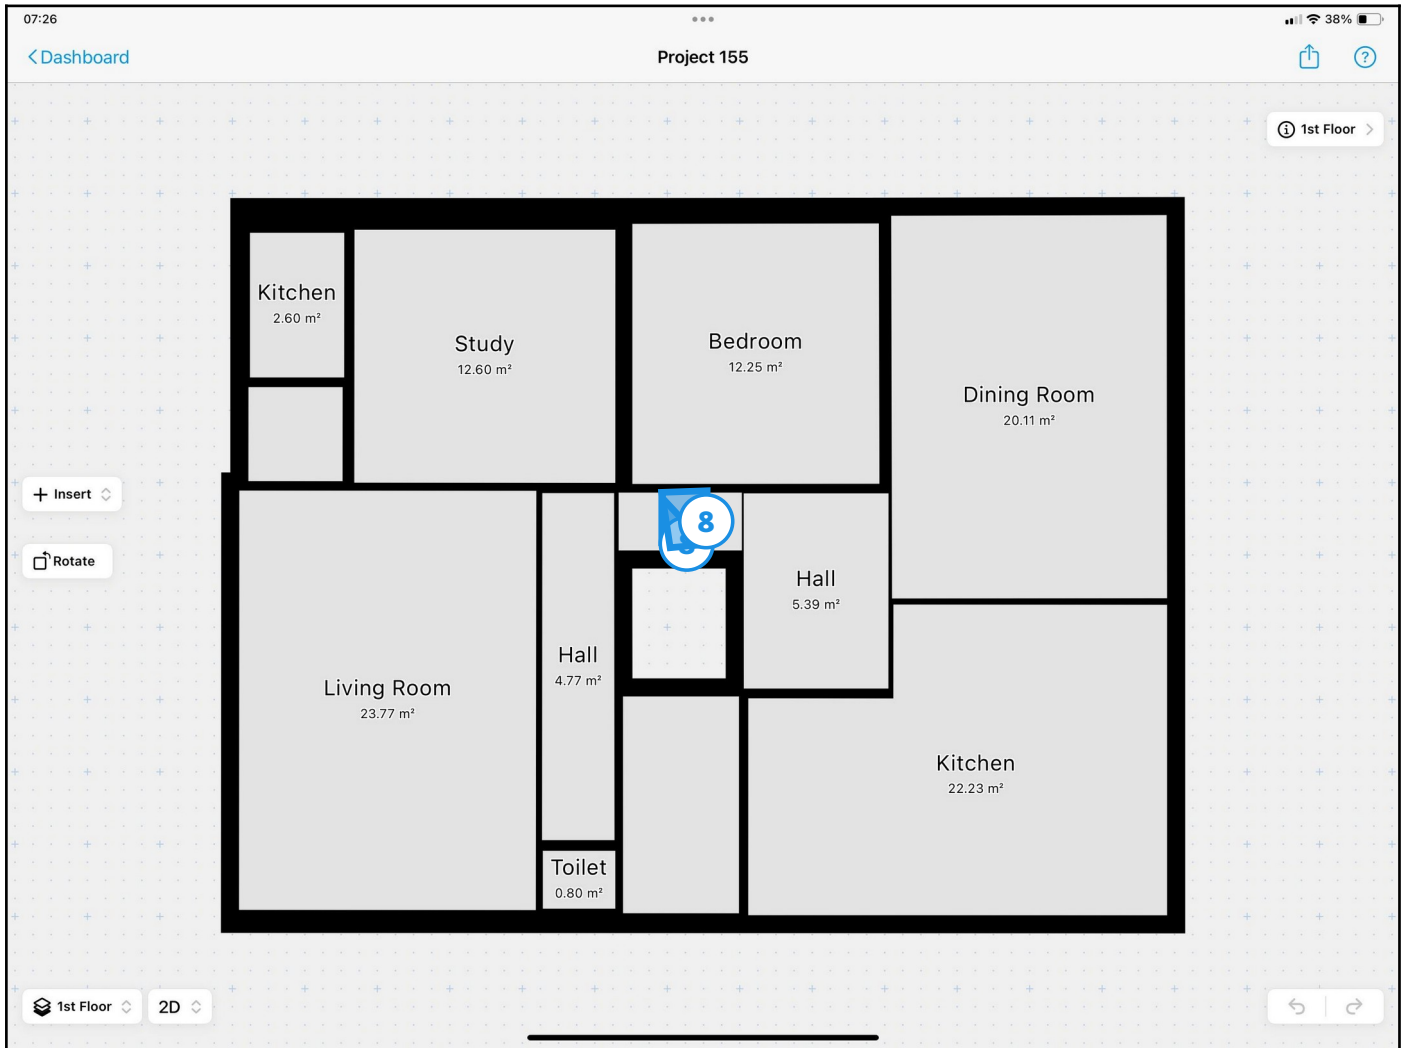 07:26
38%
Dashboard
Project 155
1st Floor
Kitchen
2.60 m²
Study
12.60 m²
Bedroom
12.25 m²
Dining Room
20.11 m²
Insert
Rotate
8
Hall
5.39 m²
Hall
4.77 m²
Living Room
23.77 m²
Kitchen
22.23 m²
Toilet
0.80 m²
1st Floor
2D